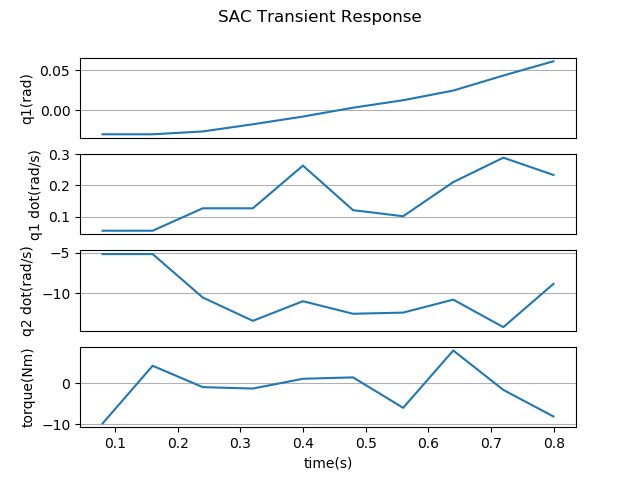 SAC Transient Response
q1(rad)
0.05
0.00
q1 dot(rad/s)
0.3
0.2
0.1
q2 dot(rad/s)
−5
−10
torque(Nm)
0
−10
0.1 0.2 0.3 0.4 0.5 0.6 0.7 0.8
time(s)